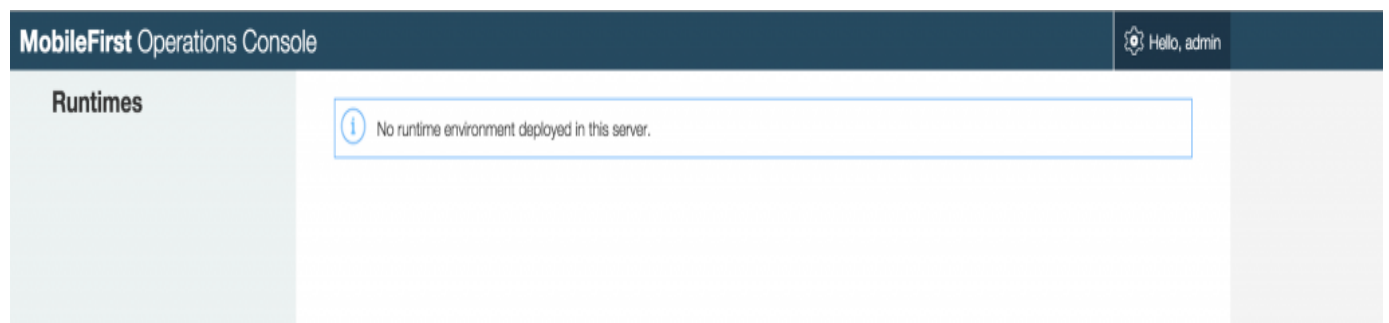 MobileFirst Operations Console
Hello, admin
Runtimes
No runtime environment deployed in this server.